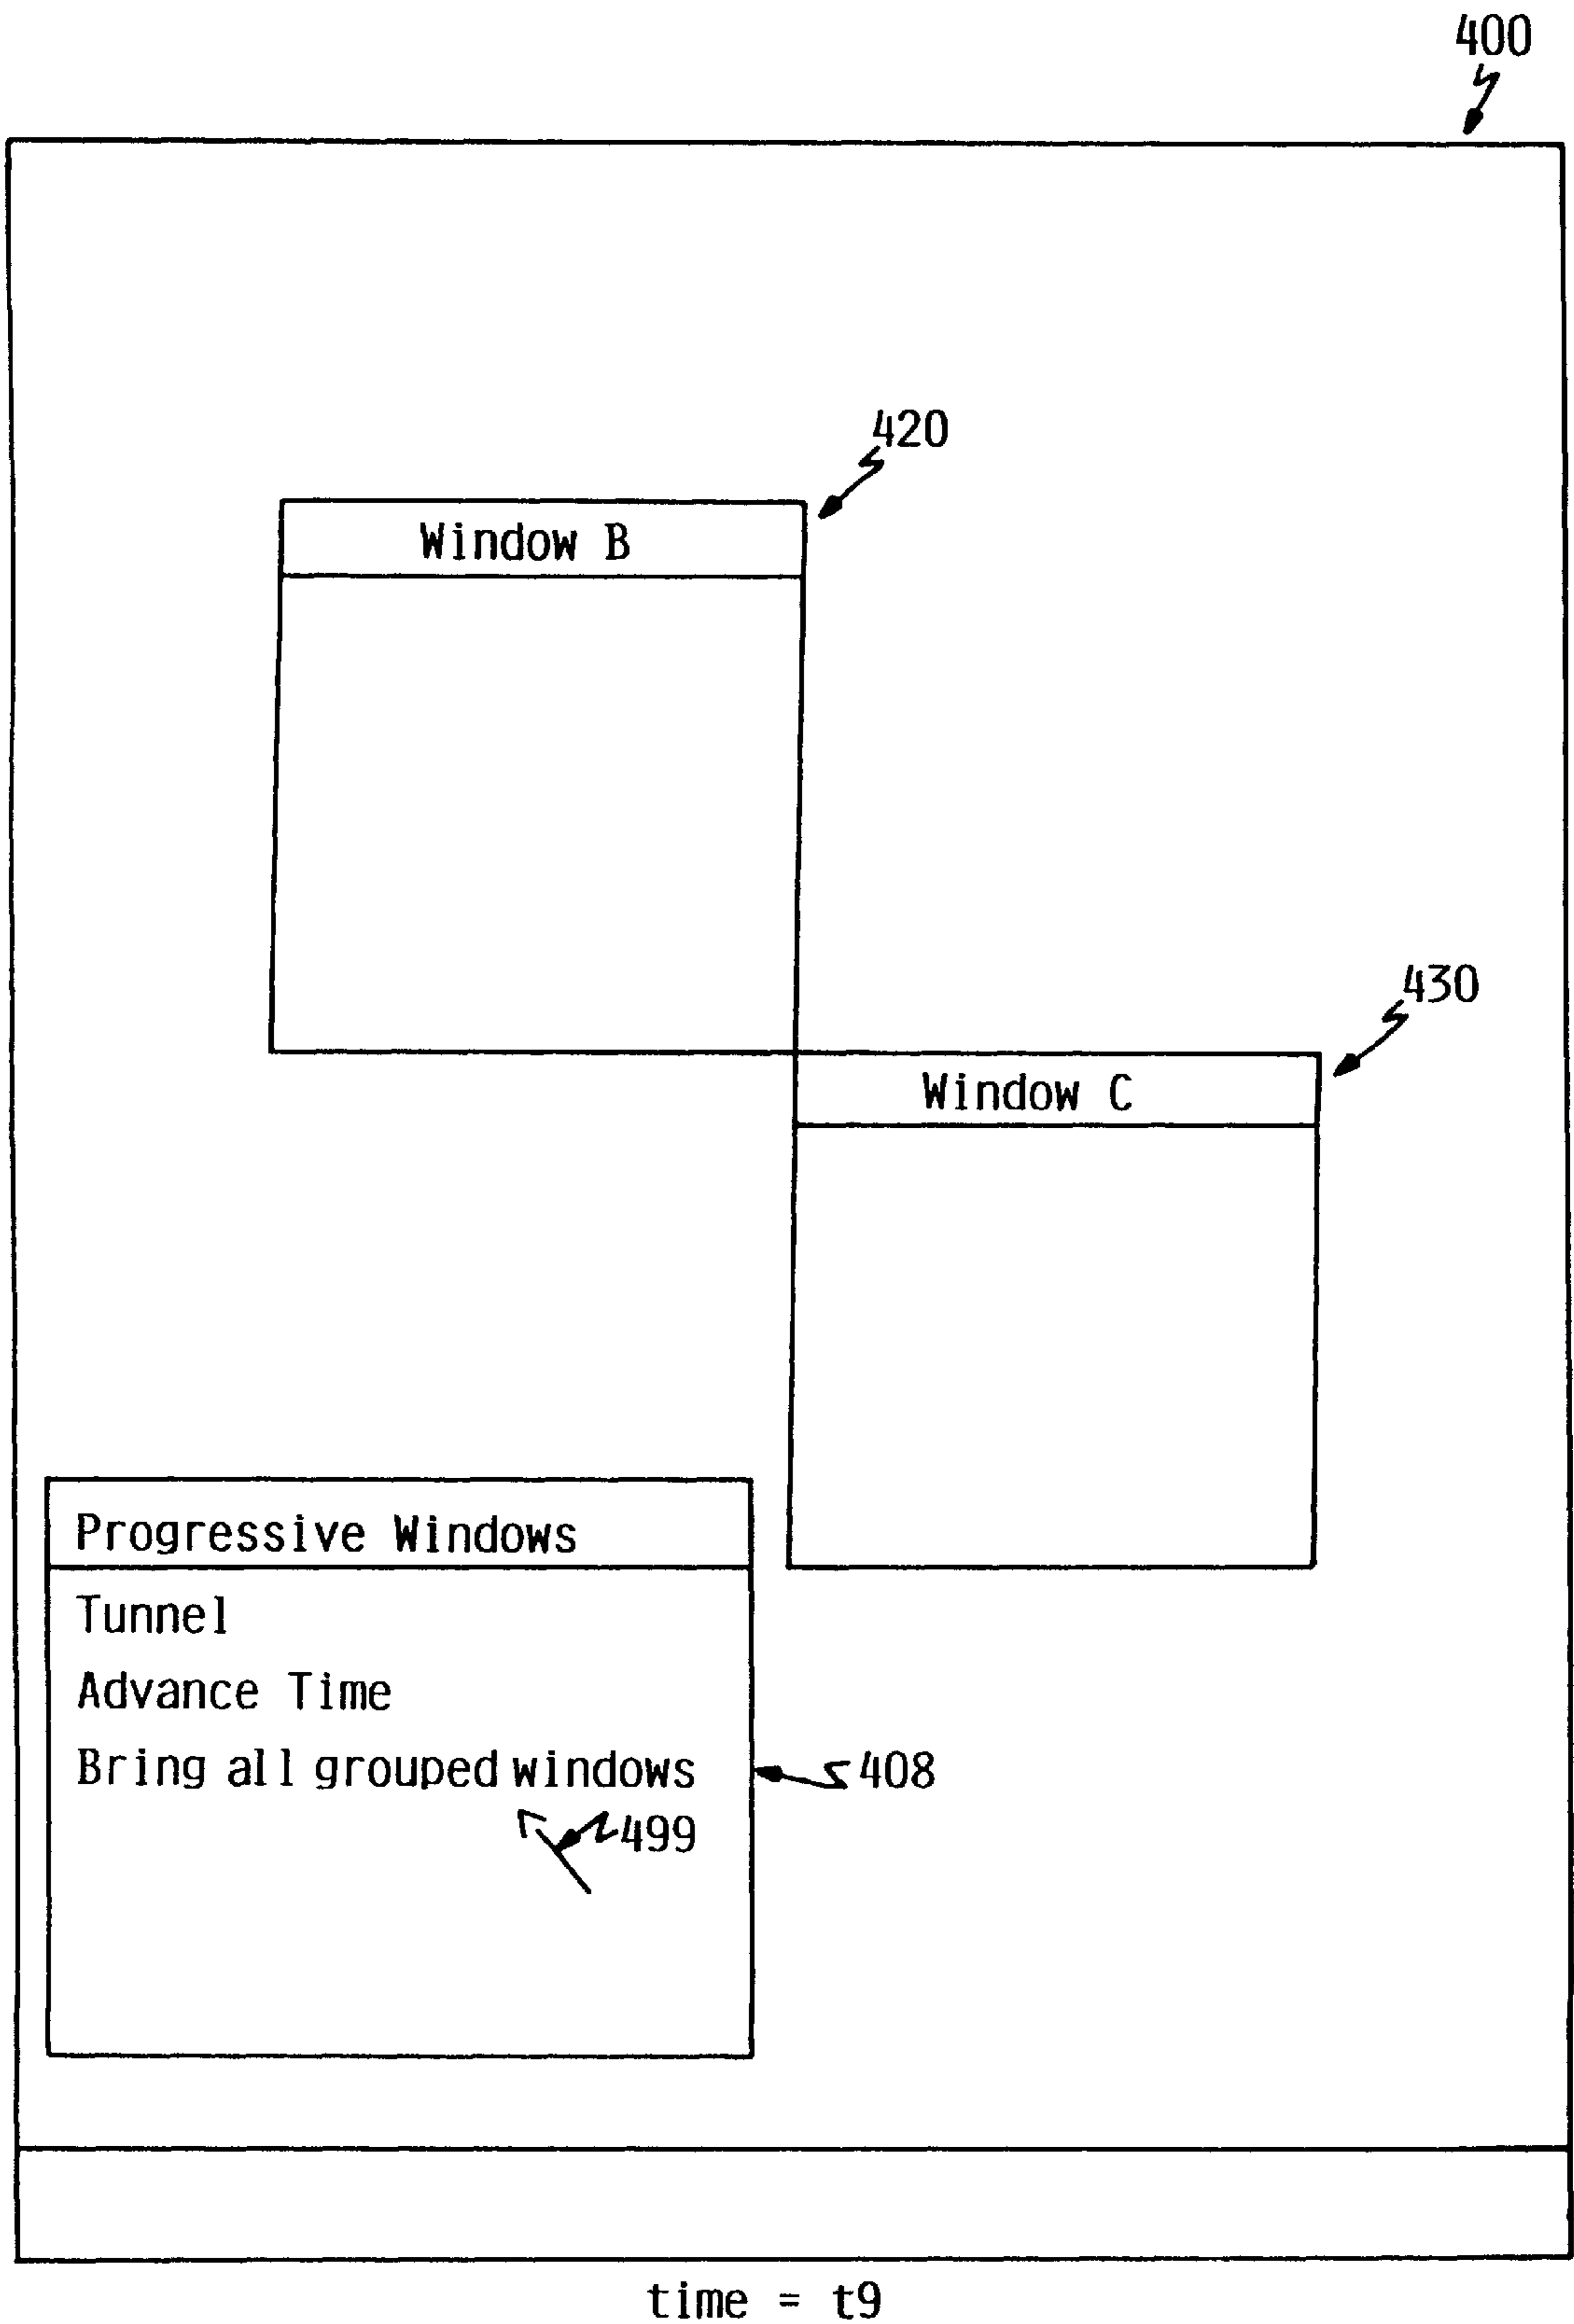 400
420
Window B
430
Window C
Progressive Windows
Tunnel
Advance Time
Bring all grouped windows
408
499
time = t9